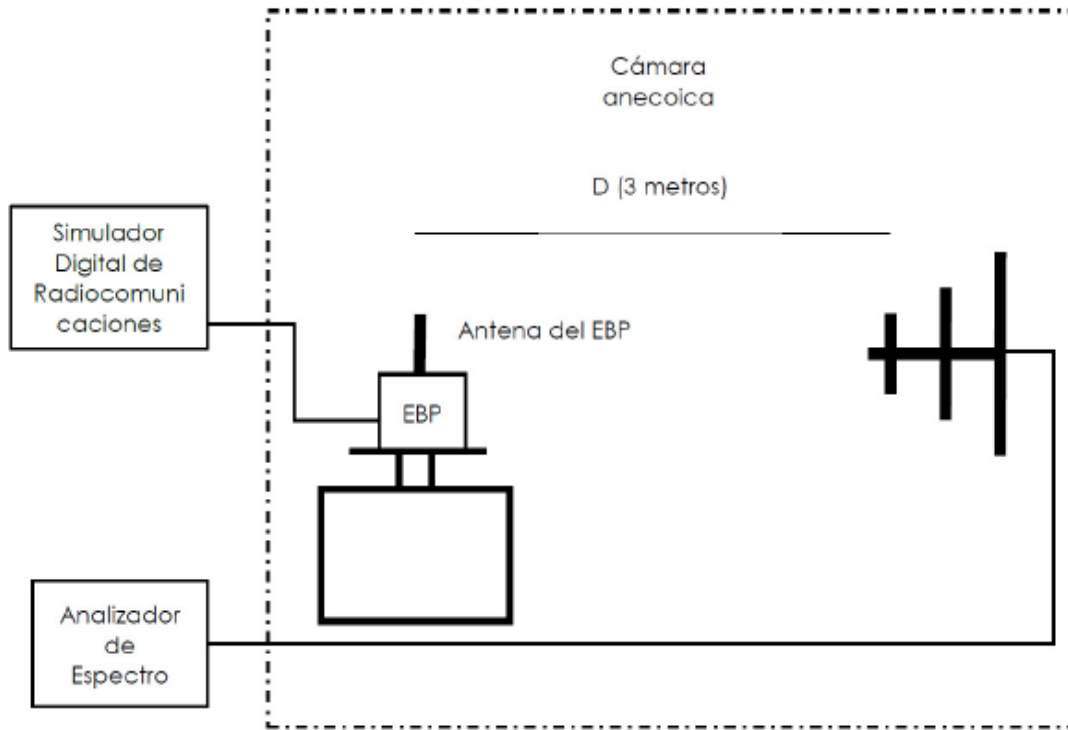 Cámara
anecoica
D (3 metros)
Simulador
Digital de
Radiocomuni
caciones
Antena del EBP
EBP
Analizador
de
Espectro